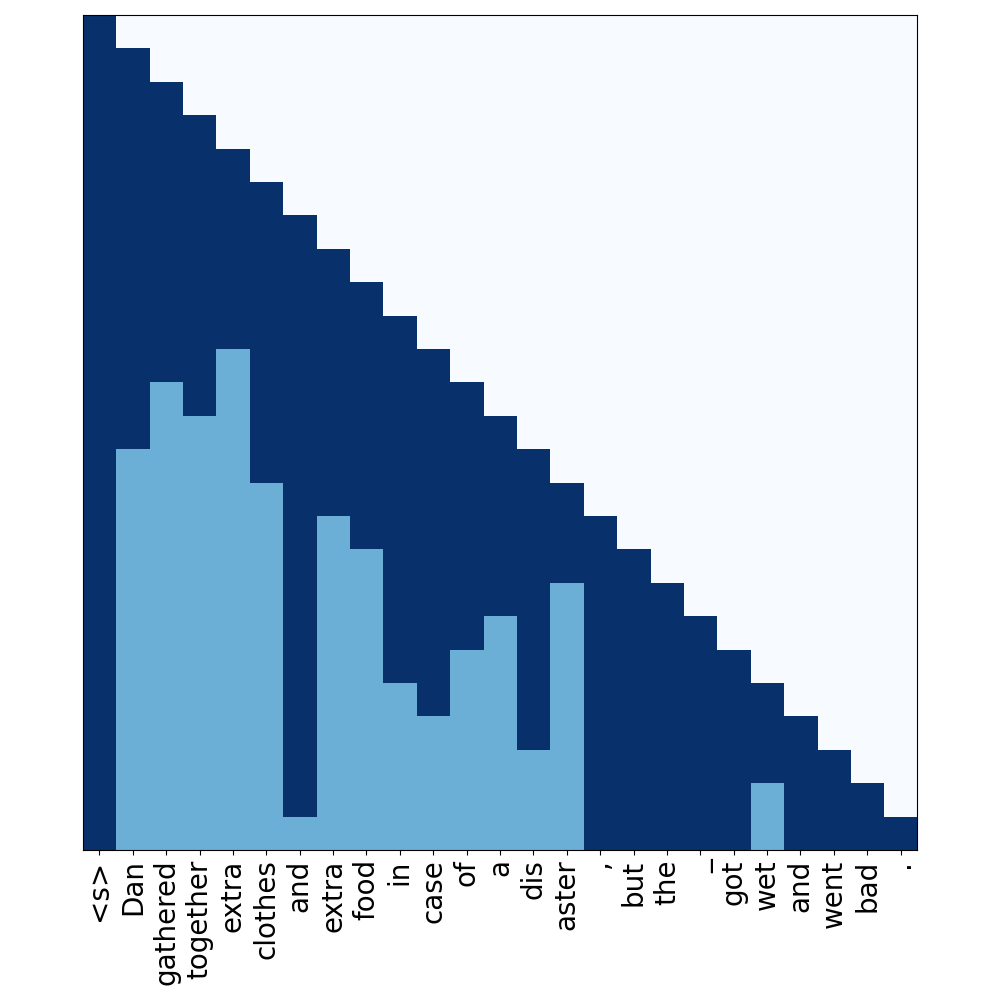 <s>
Dan
gathered
together
extra
clothes
and
extra
food
in
case
of
a
dis
aster
,
but
the
_
got
wet
and
went
bad
.